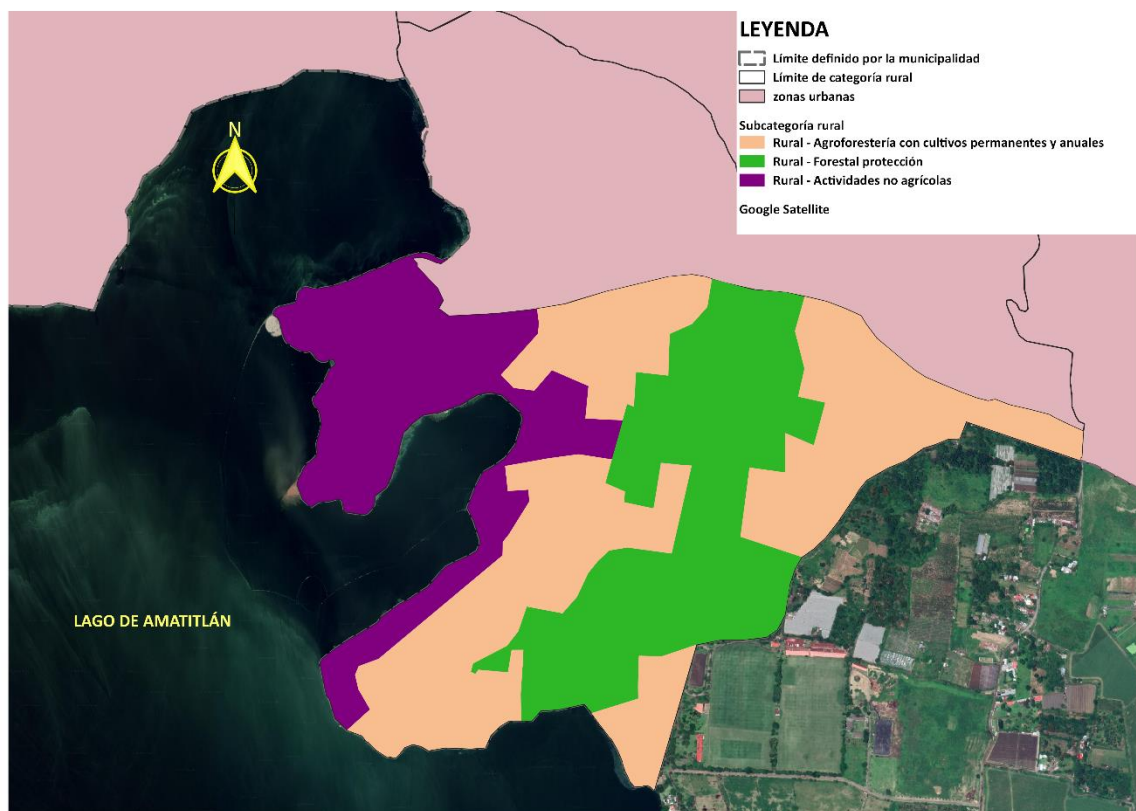 LEYENDA
Límite definido por la municipalidad
Límite de categoría rural
zonas urbanas
Subcategoría rural
Rural - Agroforestería con cultivos permanentes y anuales
Rural - Forestal protección
Rural - Actividades no agrícolas
Google Satellite
N
LAGO DE AMATITLÁN